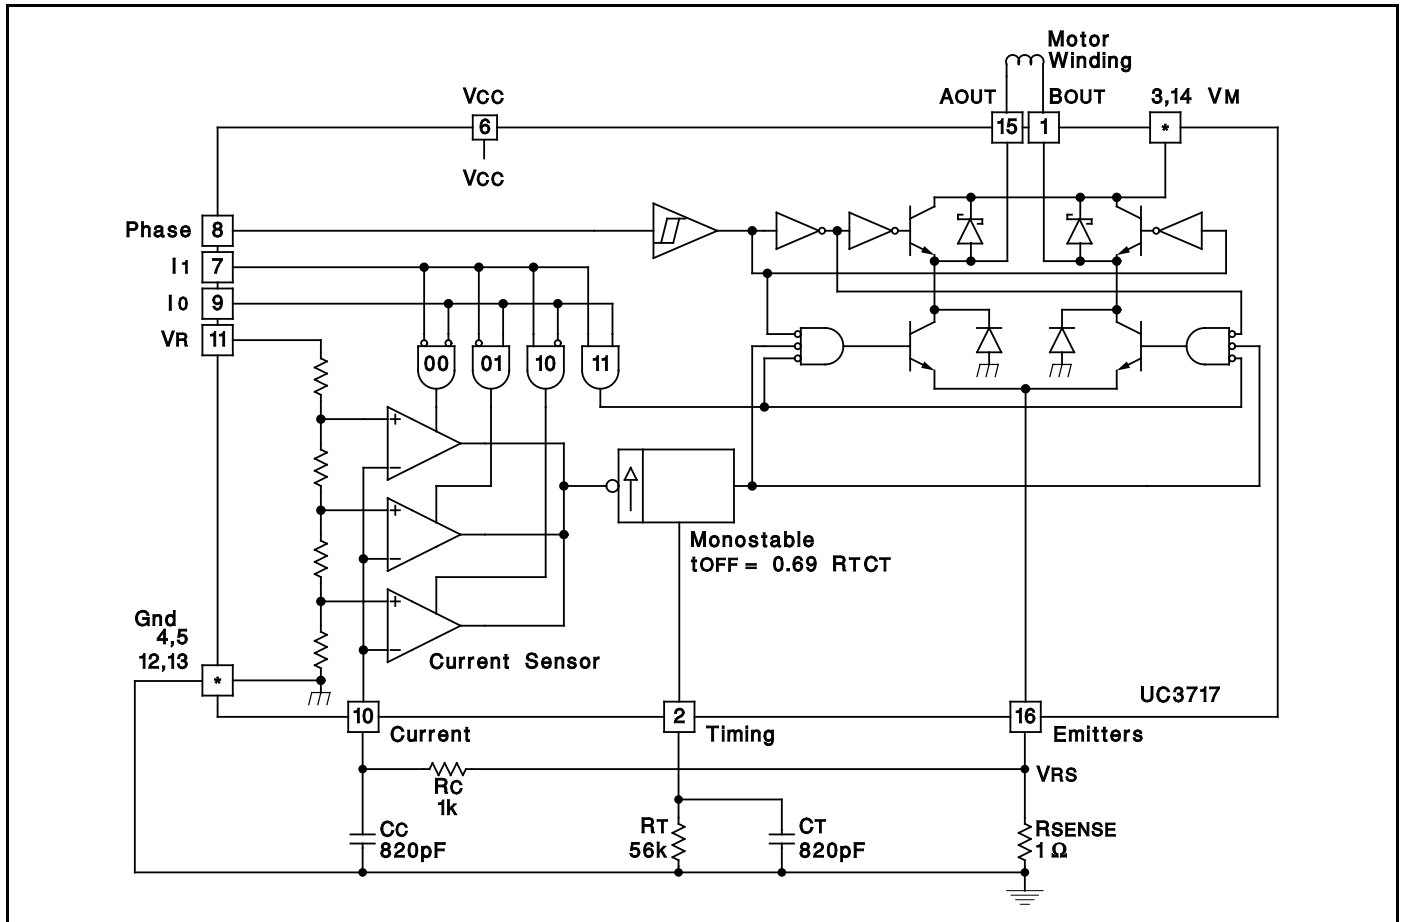 Motor
Winding
VCC
AOUT
BOUT
3,14 VM
6
15
1
*
VCC
Phase
8
I1
7
I0
9
VR
11
00
01
10
11
+
−
+
−
Monostable
tOFF = 0.69 RTCT
+
−
Gnd
4,5
12,13
*
Current Sensor
UC3717
10
Current
2
Timing
16
Emitters
RC
1k
VRS
CC
820pF
RT
56k
CT
820pF
RSENSE
1 Ω